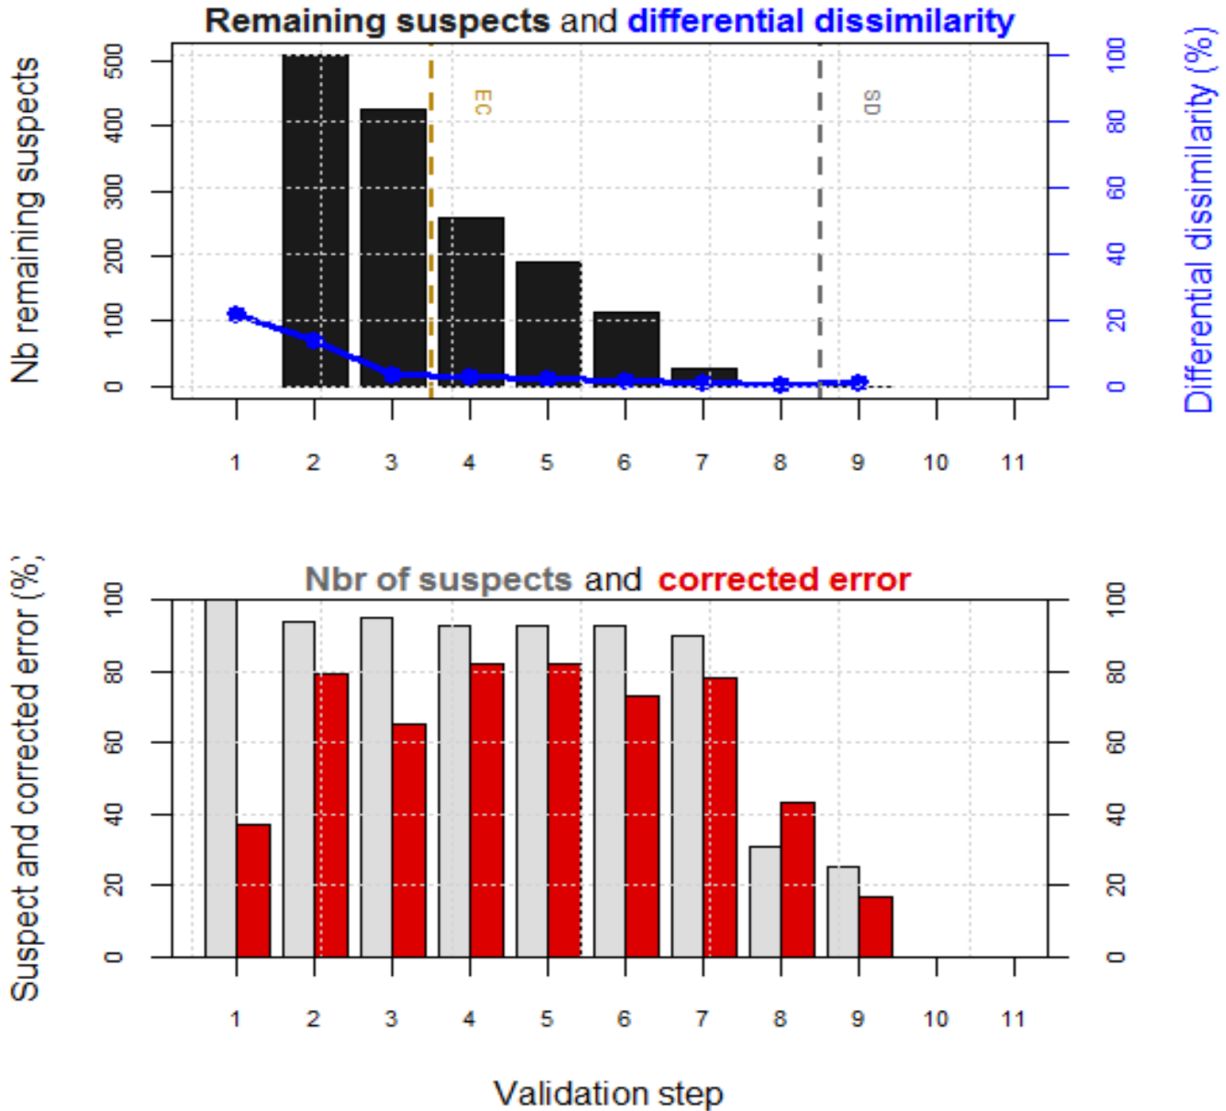 Remaining suspects and differential dissimilarity
Nb remaining suspects
500
400
300
200
100
0
EC
SD
100
80
60
40
20
0
Differential dissimilarity (%)
1 2 3 4 5 6 7 8 9 10 11
Nbr of suspects and corrected error
Suspect and corrected error (%)
100
80
60
40
20
0
100
80
60
40
20
0
1 2 3 4 5 6 7 8 9 10 11
Validation step